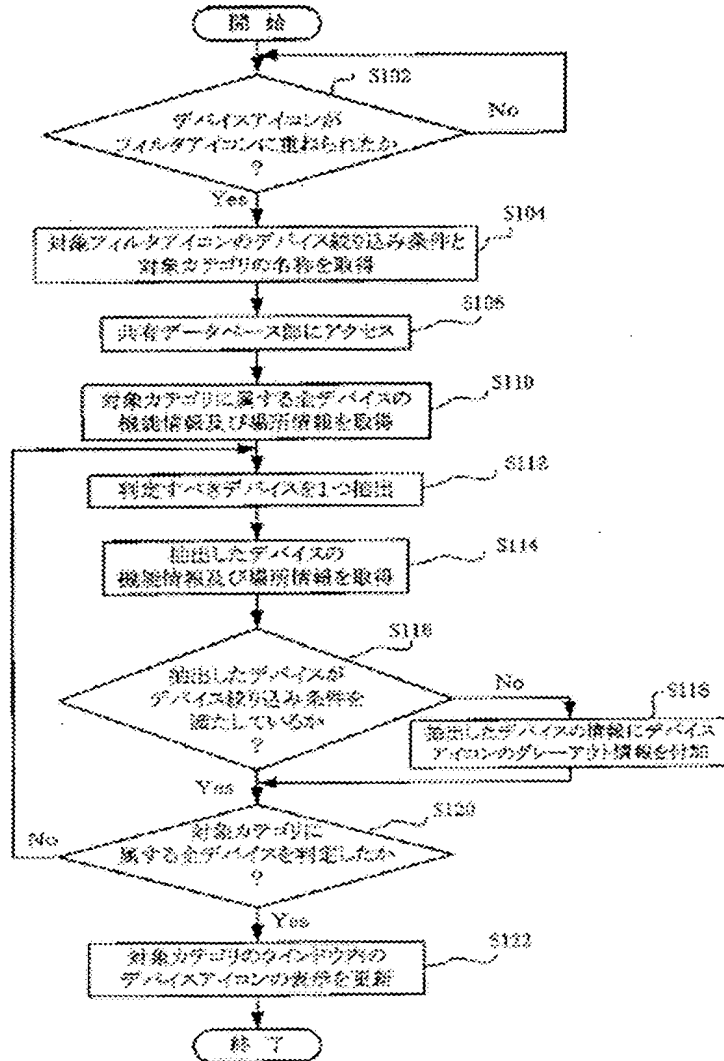 開始
S102
デバイスアイコンが
フィルタアイコンに重ねられたか
?
No
Yes
S104
対象フィルタアイコンのデバイス絞り込み条件と
対象カテゴリの名称を取得
S106
共有データベース部にアクセス
S110
対象カテゴリに属する全デバイスの
機能情報及び場所情報を取得
S112
判定すべきデバイスを1つ抽出
S114
抽出したデバイスの
機能情報及び場所情報を取得
S116
抽出したデバイスが
デバイス絞り込み条件を
満たしているか
?
No
Yes
S118
抽出したデバイスの情報にデバイス
アイコンのグレーアウト情報を付加
S120
対象カテゴリに
属する全デバイスを判定したか
?
No
Yes
S122
対象カテゴリのウインドウ内の
デバイスアイコンの表示を更新
終了